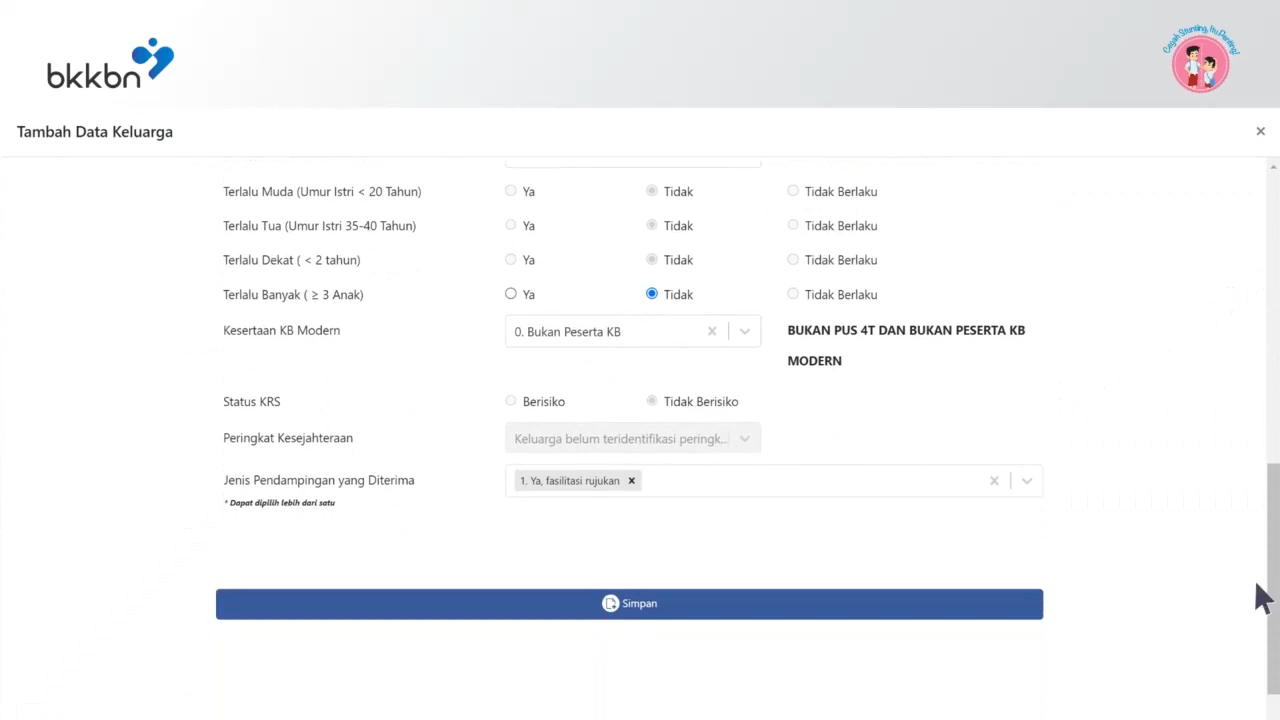 bkkbn
Cegah Stunting, Itu Penting!
Tambah Data Keluarga ×
Terlalu Muda (Umur Istri < 20 Tahun) Ya Tidak Tidak Berlaku
Terlalu Tua (Umur Istri 35-40 Tahun) Ya Tidak Tidak Berlaku
Terlalu Dekat ( < 2 tahun) Ya Tidak Tidak Berlaku
Terlalu Banyak ( ≥ 3 Anak) Ya Tidak Tidak Berlaku
Kesertaan KB Modern 0. Bukan Peserta KB BUKAN PUS 4T DAN BUKAN PESERTA KB
MODERN
Status KRS Berisiko Tidak Berisiko
Peringkat Kesejahteraan Keluarga belum teridentifikasi peringk...
Jenis Pendampingan yang Diterima 1. Ya, fasilitasi rujukan ×
* Dapat dipilih lebih dari satu
Simpan